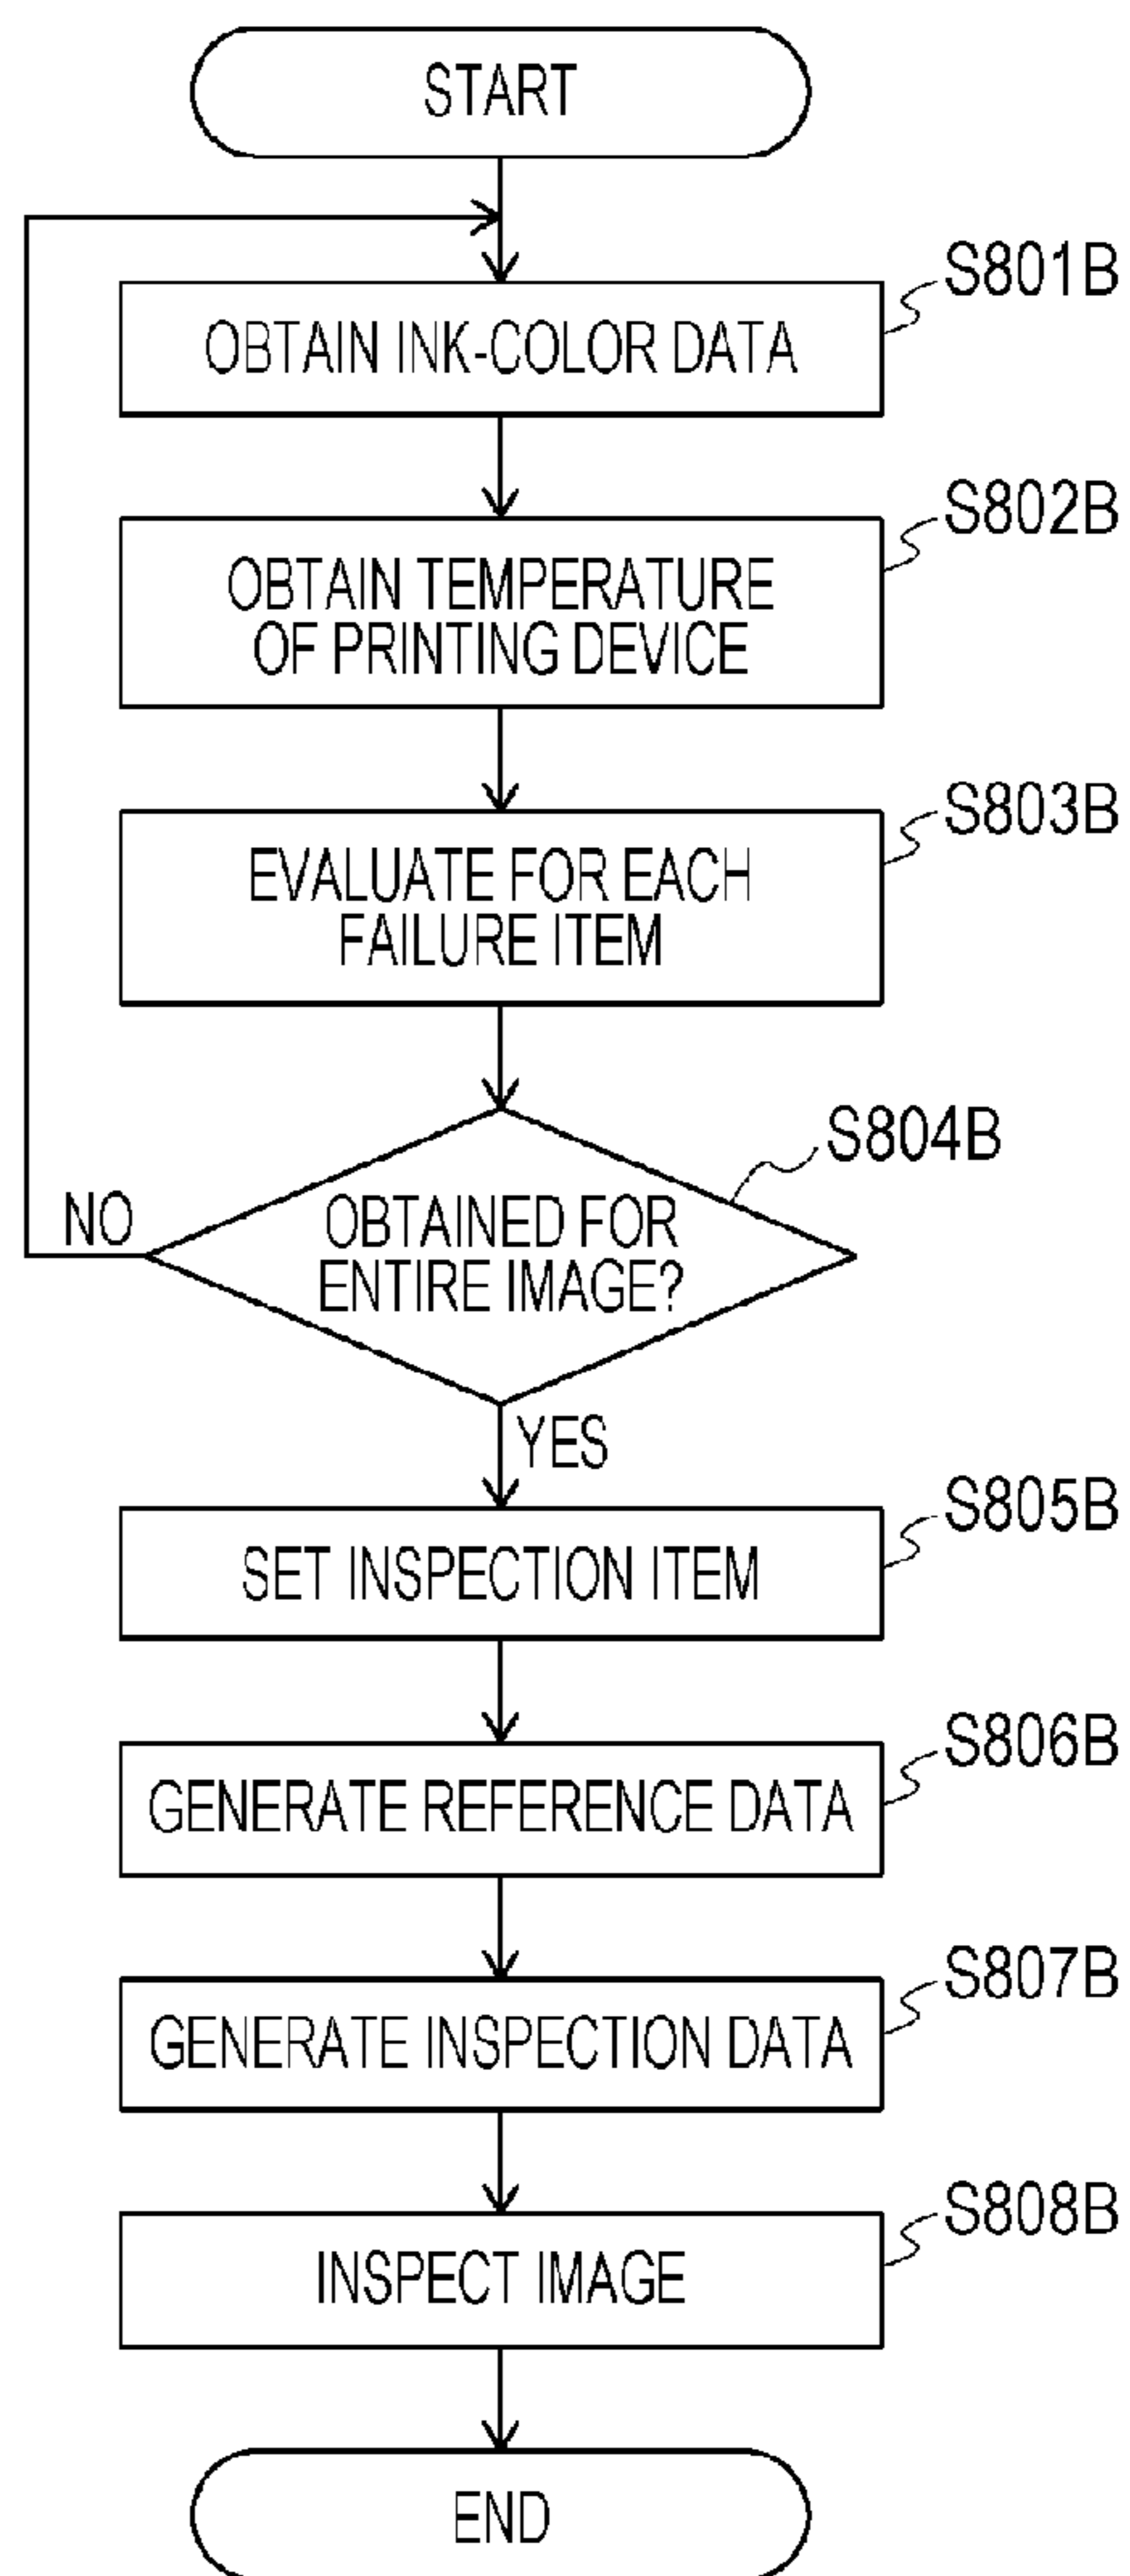 START
S801B
OBTAIN INK-COLOR DATA
S802B
OBTAIN TEMPERATURE
OF PRINTING DEVICE
S803B
EVALUATE FOR EACH
FAILURE ITEM
S804B
NO
OBTAINED FOR
ENTIRE IMAGE?
YES
S805B
SET INSPECTION ITEM
S806B
GENERATE REFERENCE DATA
S807B
GENERATE INSPECTION DATA
S808B
INSPECT IMAGE
END